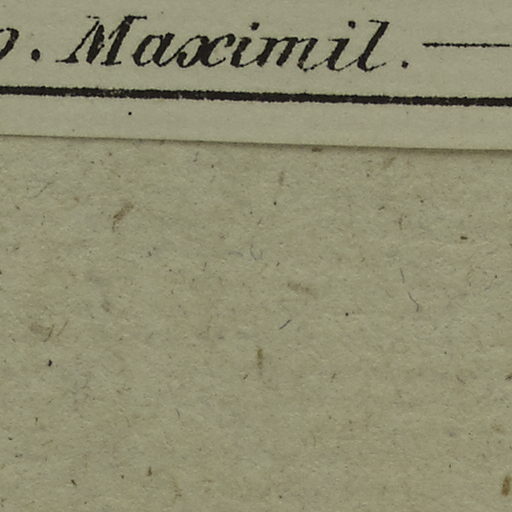 . Maximil. —